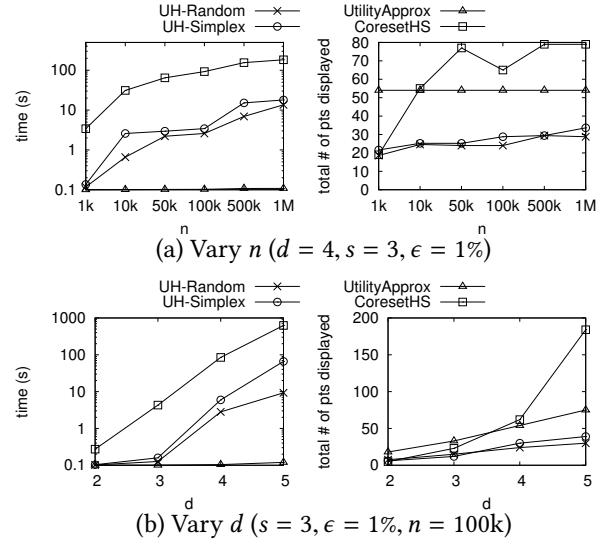 UH-Random UtilityApprox
UH-Simplex CoresetHS
time (s)
100
10
1
0.1
1k 10k 50k 100k 500k 1M
n
total # of pts displayed
80
70
60
50
40
30
20
10
0
1k 10k 50k 100k 500k 1M
n
(a) Vary n (d = 4, s = 3, ϵ = 1%)
UH-Random UtilityApprox
UH-Simplex CoresetHS
time (s)
1000
100
10
1
0.1
2 3 4 5
d
total # of pts displayed
200
150
100
50
0
2 3 4 5
d
(b) Vary d (s = 3, ϵ = 1%, n = 100k)